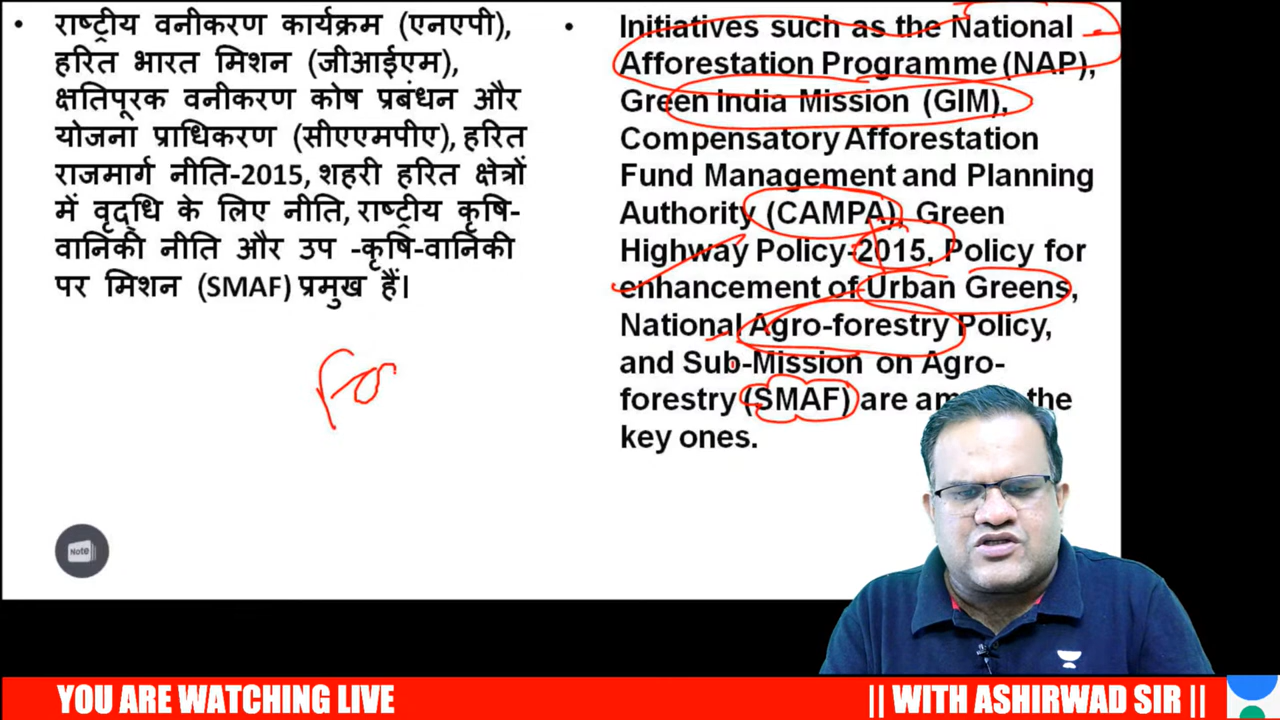 • राष्ट्रीय वनीकरण कार्यक्रम (एनएपी),
हरित भारत मिशन (जीआईएम),
क्षतिपूरक वनीकरण कोष प्रबंधन और
योजना प्राधिकरण (सीएएमपीए), हरित
राजमार्ग नीति-2015, शहरी हरित क्षेत्रों
में वृद्धि के लिए नीति, राष्ट्रीय कृषि-
वानिकी नीति और उप -कृषि-वानिकी
पर मिशन (SMAF) प्रमुख हैं।
Fo
Note
• Initiatives such as the National
Afforestation Programme (NAP),
Green India Mission (GIM),
Compensatory Afforestation
Fund Management and Planning
Authority (CAMPA), Green
Highway Policy-2015, Policy for
enhancement of Urban Greens,
National Agro-forestry Policy,
and Sub-Mission on Agro-
forestry (SMAF) are the
key ones.
YOU ARE WATCHING LIVE
|| WITH ASHIRWAD SIR ||